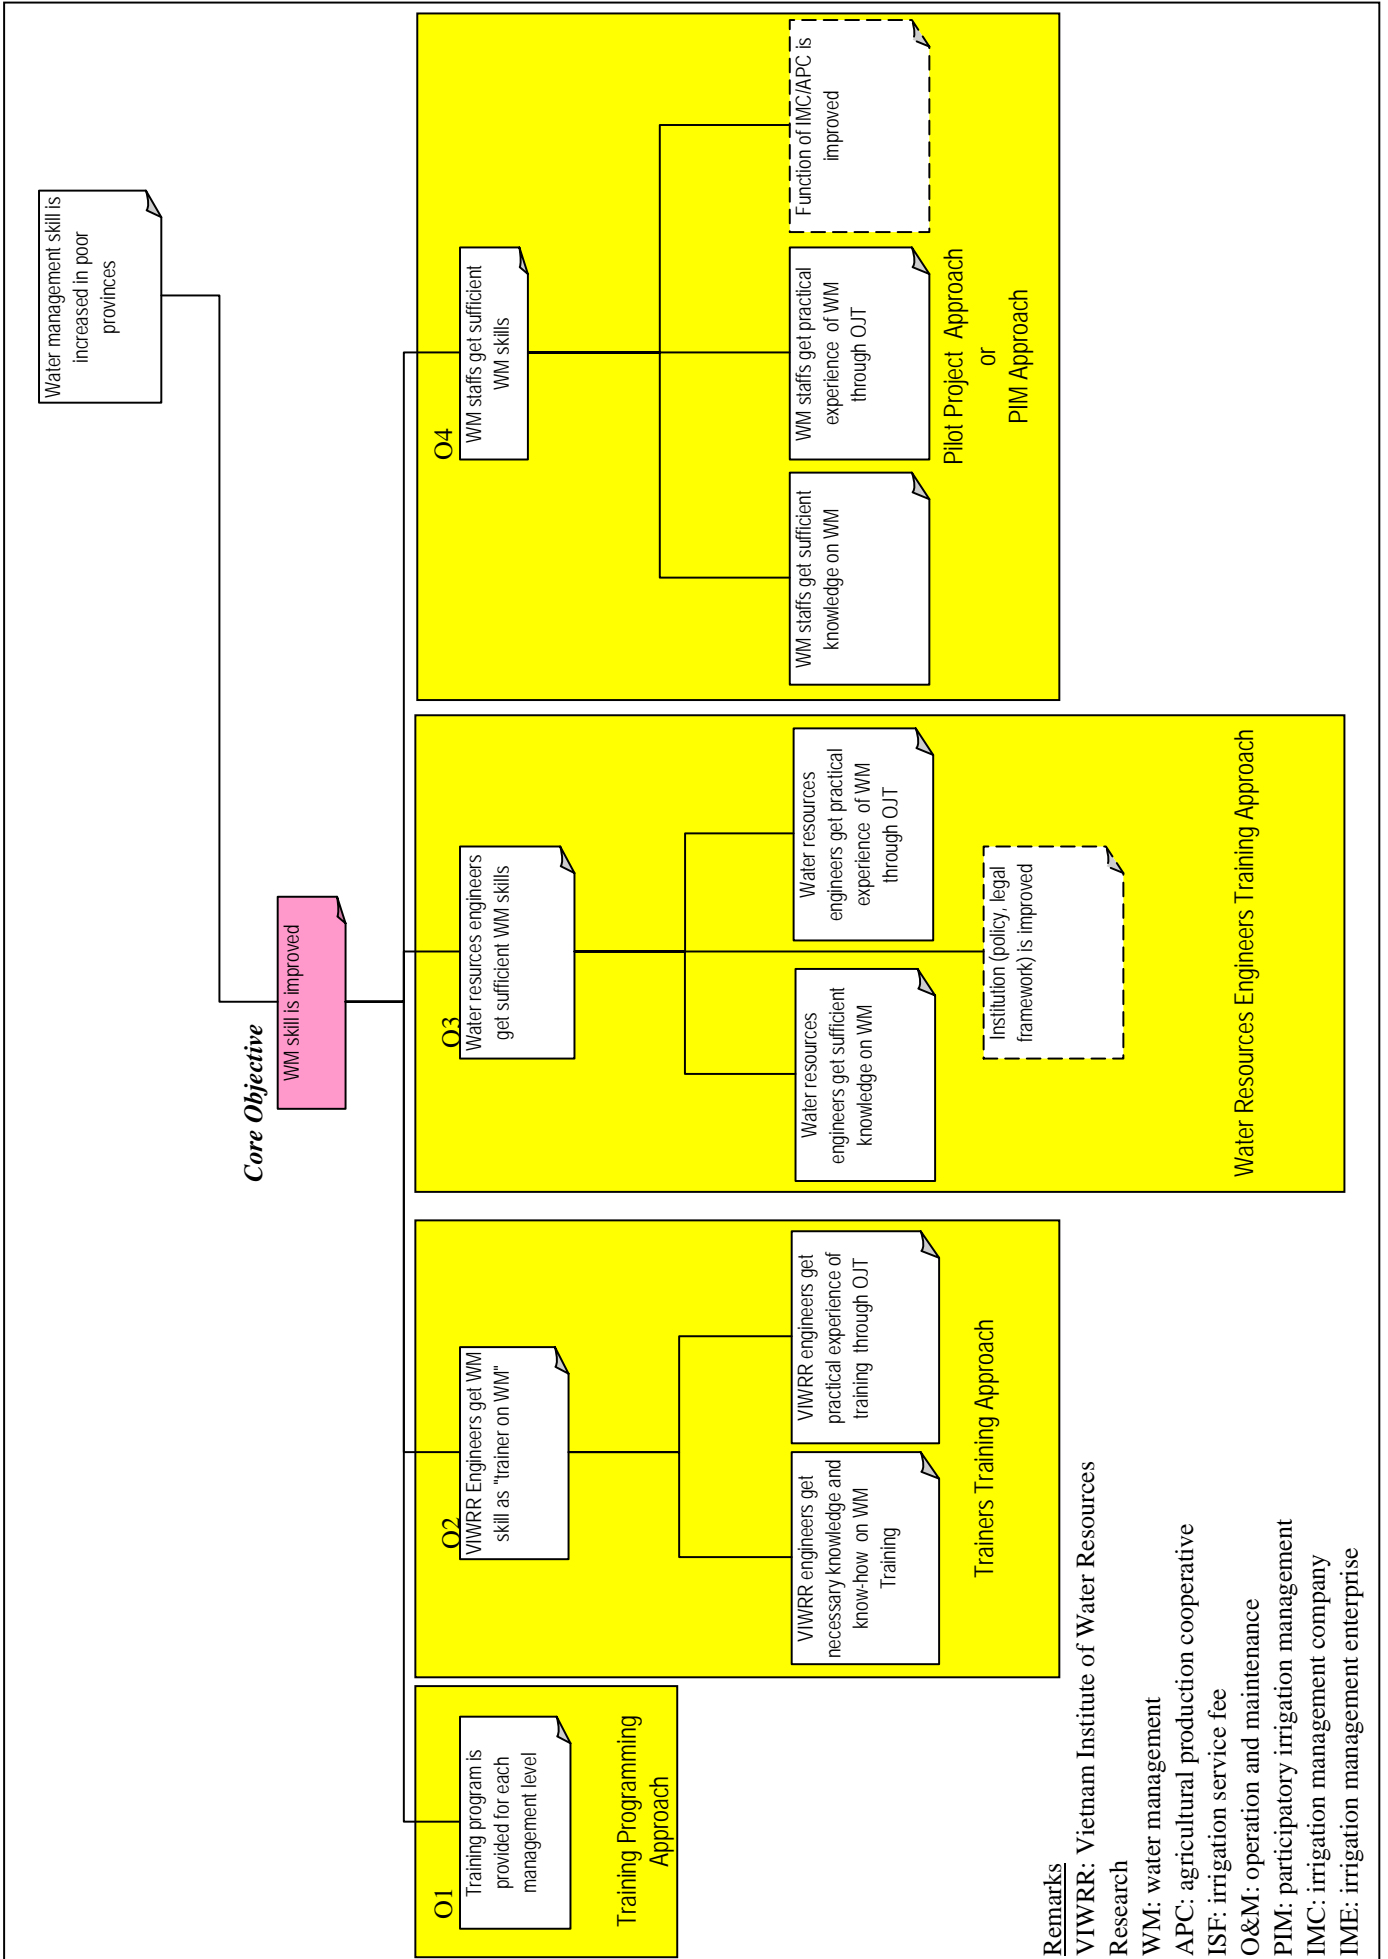 Water management skill is
increased in poor
provinces
Core Objective
WM skill is improved
O1
Training program is
provided for each
management level
Training Programming
Approach
O2
VIWRR Engineers get WM
skill as "trainer on WM"
VIWRR engineers get
necessary knowledge and
know-how on WM
Training
VIWRR engineers get
practical experience of
training through OJT
Trainers Training Approach
O3
Water resurces engineers
get sufficient WM skills
Water resources
engineers get sufficient
knowledge on WM
Water resources
engineers get practical
experience of WM
through OJT
Institution (policy, legal
framework) is improved
Water Resources Engineers Training Approach
O4
WM staffs get sufficient
WM skills
WM staffs get sufficient
knowledge on WM
WM staffs get practical
experience of WM
through OJT
Function of IMC/APC is
improved
Pilot Project Approach
or
PIM Approach
Remarks
VIWRR: Vietnam Institute of Water Resources
Research
WM: water management
APC: agricultural production cooperative
ISF: irrigation service fee
O&M: operation and maintenance
PIM: participatory irrigation management
IMC: irrigation management company
IME: irrigation management enterprise